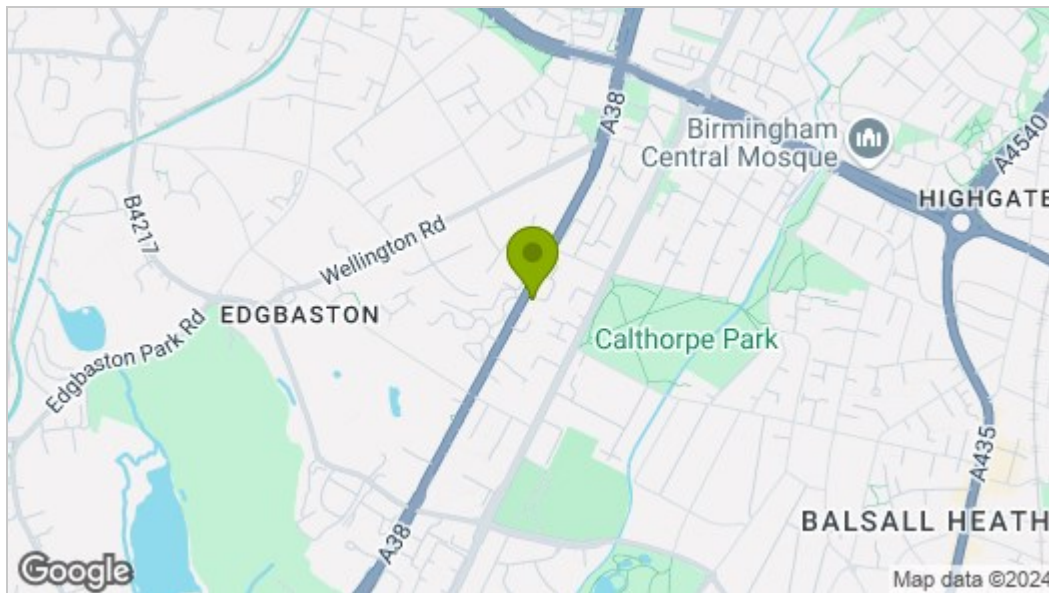 A38
Birmingham
Central Mosque
A4540
HIGHGATE
B4217
Wellington Rd
EDGBASTON
Edgbaston Park Rd
Calthorpe Park
A435
BALSALL HEATH
A38
Google
Map data ©2024